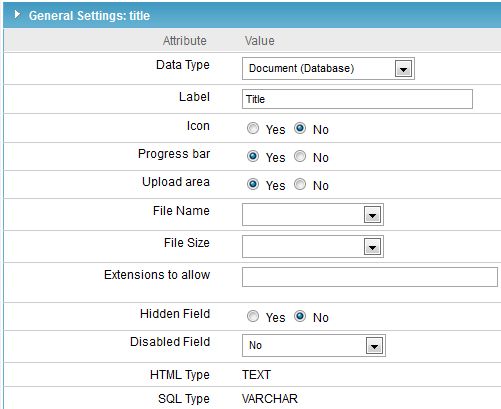 General Settings: title
Attribute Value
Data Type Document (Database)
Label Title
Icon Yes No
Progress bar Yes No
Upload area Yes No
File Name
File Size
Extensions to allow
Hidden Field Yes No
Disabled Field No
HTML Type TEXT
SQL Type VARCHAR